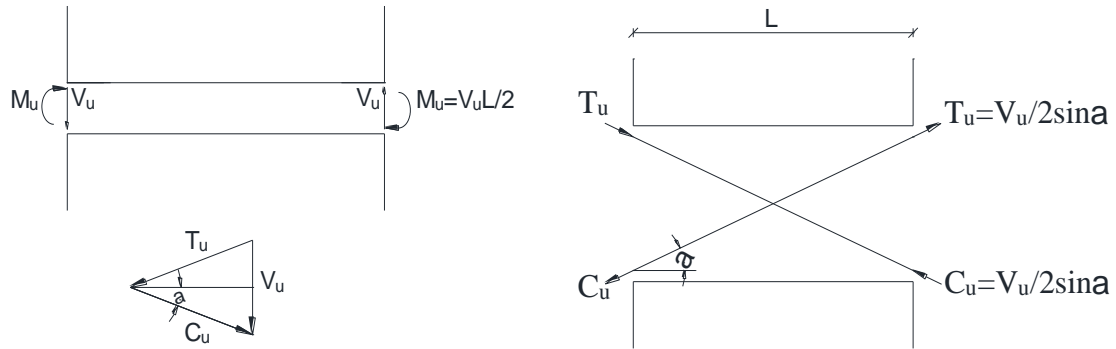 Mu
Vu
Vu
Mu=VuL/2
Tu
Vu
a
Cu
L
Tu
Tu=Vu/2sina
a
Cu
Cu=Vu/2sina